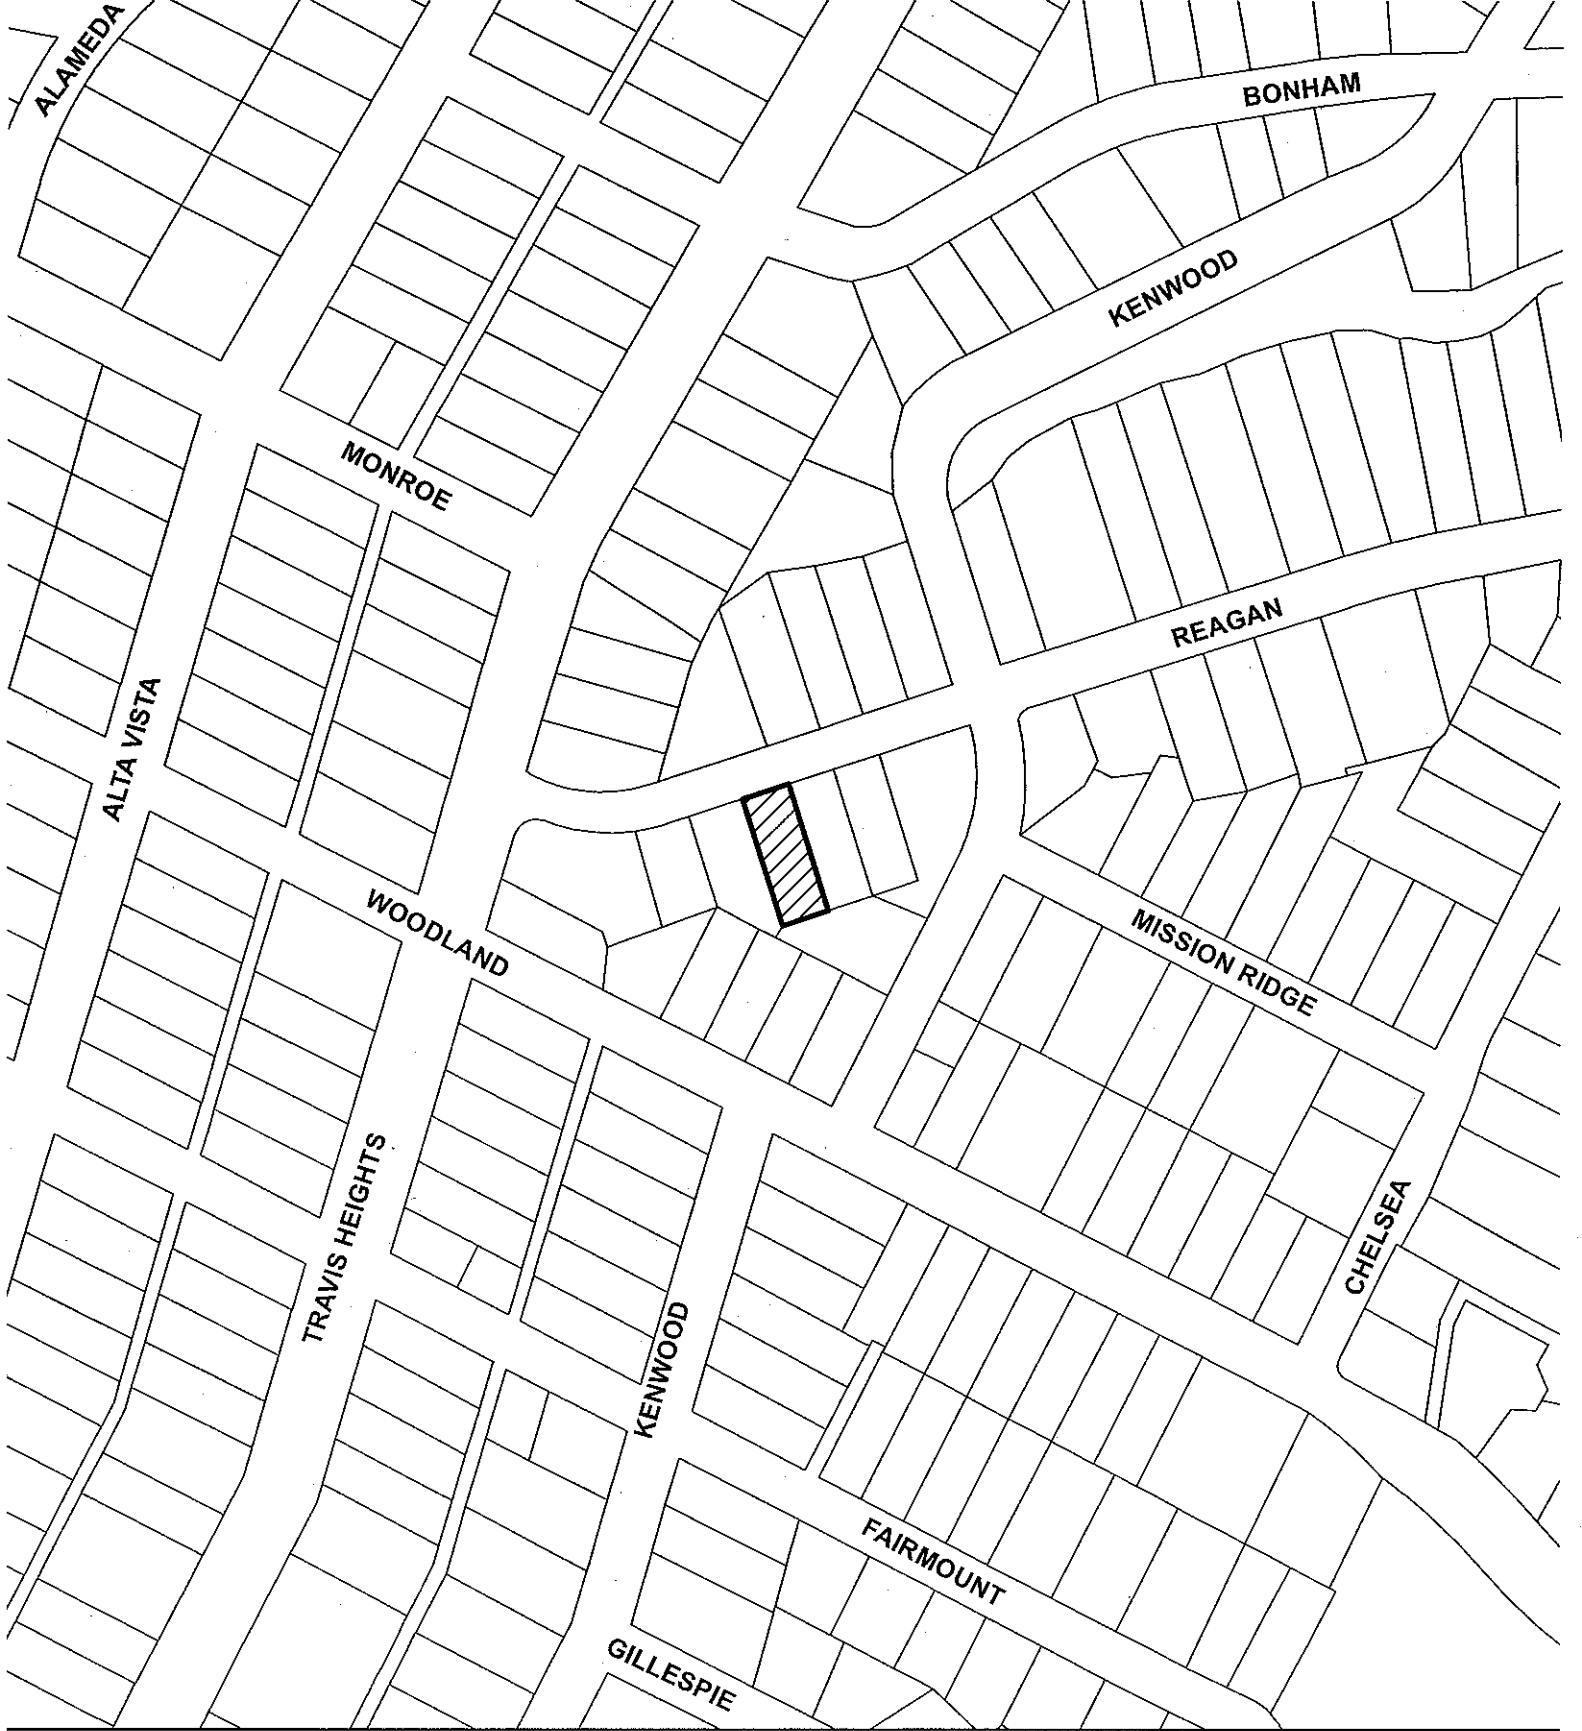 ALAMEDA
BONHAM
KENWOOD
MONROE
REAGAN
ALTA VISTA
WOODLAND
MISSION RIDGE
TRAVIS HEIGHTS
CHELSEA
KENWOOD
FAIRMOUNT
GILLESPIE